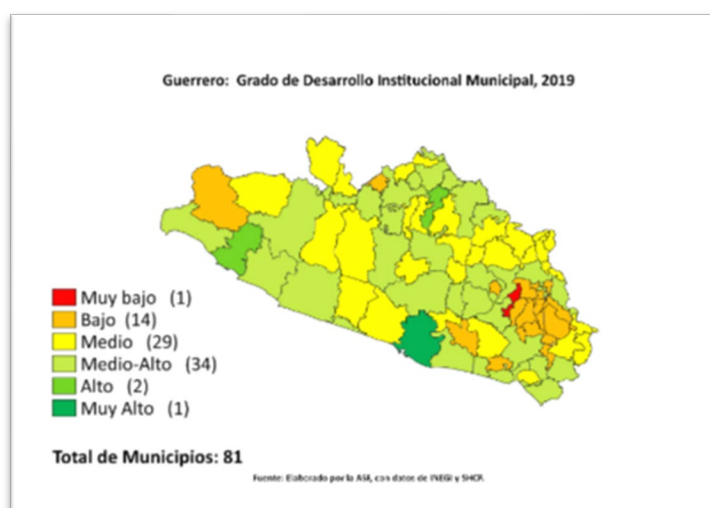 Guerrero: Grado de Desarrollo Institucional Municipal, 2019
Muy bajo (1)
Bajo (14)
Medio (29)
Medio-Alto (34)
Alto (2)
Muy Alto (1)
Total de Municipios: 81
Fuente: Elaborado por la ASF, con datos de INEGI y SHCP.